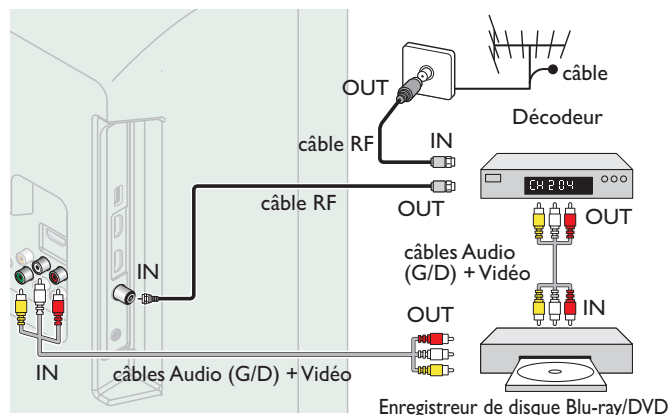 câble
OUT
Décodeur
câble RF
IN
CH 204
câble RF
OUT
OUT
câbles Audio
(G/D) + Vidéo
IN
IN
OUT
IN
câbles Audio (G/D) + Vidéo
Enregistreur de disque Blu-ray/DVD